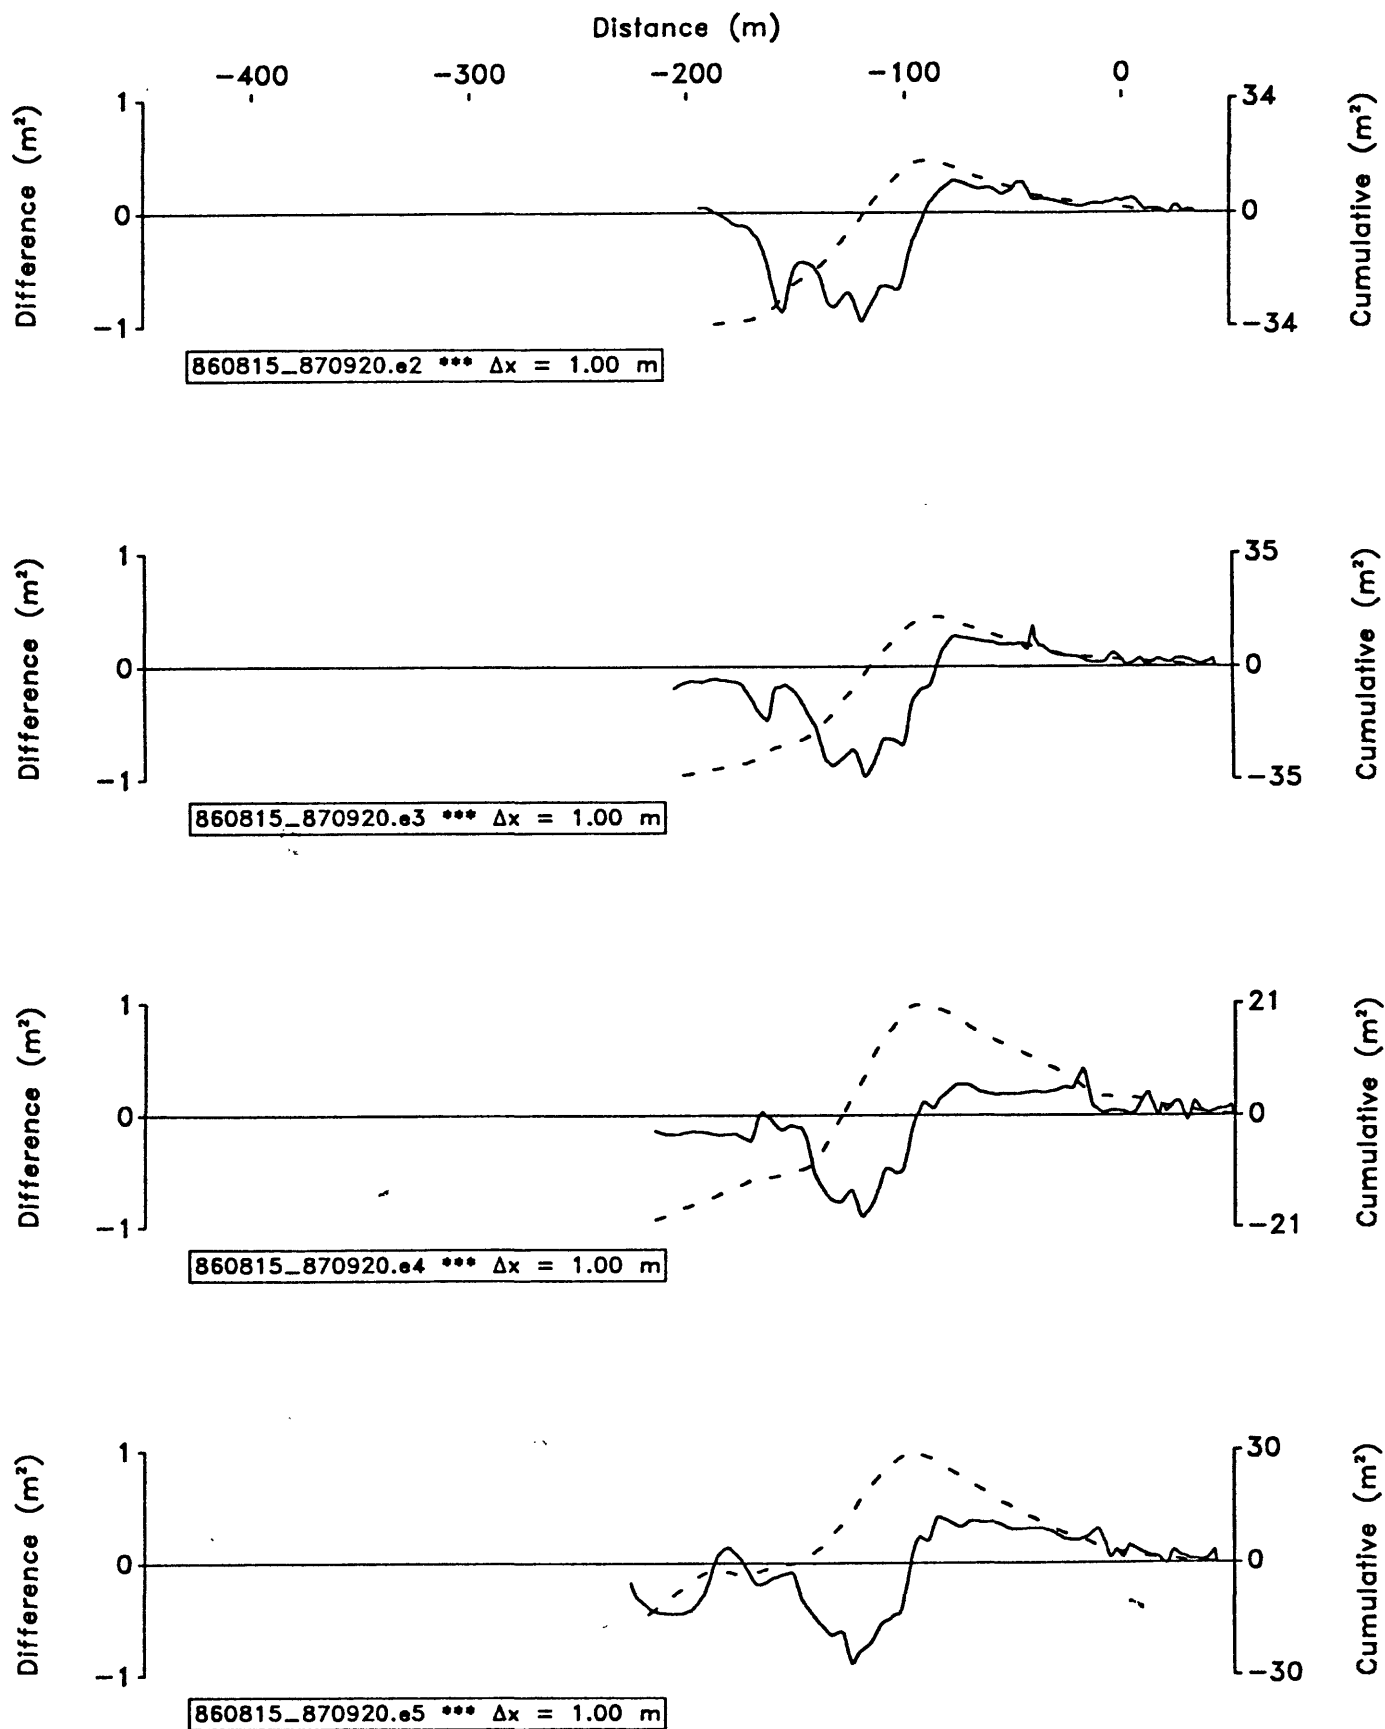 Distance (m)
−400 −300 −200 −100 0
Difference (m²)
1
0
−1
34
0
−34
Cumulative (m²)
860815_870920.e2 *** Δx = 1.00 m
Difference (m²)
1
0
−1
35
0
−35
Cumulative (m²)
860815_870920.e3 *** Δx = 1.00 m
Difference (m²)
1
0
−1
21
0
−21
Cumulative (m²)
860815_870920.e4 *** Δx = 1.00 m
Difference (m²)
1
0
−1
30
0
−30
Cumulative (m²)
860815_870920.e5 *** Δx = 1.00 m